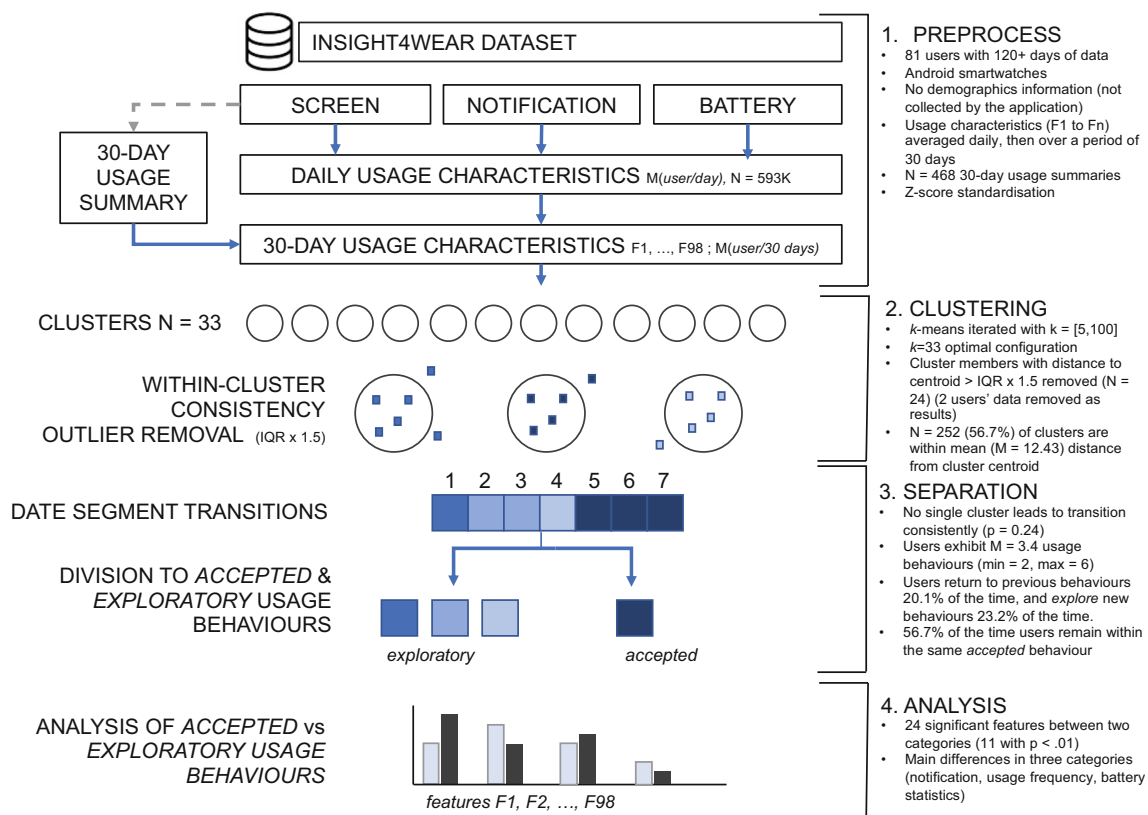 INSIGHT4WEAR DATASET
SCREEN
NOTIFICATION
BATTERY
30-DAY
USAGE
SUMMARY
DAILY USAGE CHARACTERISTICS M(user/day), N = 593K
30-DAY USAGE CHARACTERISTICS F1, …, F98 ; M(user/30 days)
1. PREPROCESS
• 81 users with 120+ days of data
• Android smartwatches
• No demographics information (not
collected by the application)
• Usage characteristics (F1 to Fn)
averaged daily, then over a period of
30 days
• N = 468 30-day usage summaries
• Z-score standardisation
CLUSTERS N = 33
WITHIN-CLUSTER
CONSISTENCY
OUTLIER REMOVAL (IQR x 1.5)
2. CLUSTERING
• k-means iterated with k = [5,100]
• k=33 optimal configuration
• Cluster members with distance to
centroid > IQR x 1.5 removed (N =
24) (2 users’ data removed as
results)
• N = 252 (56.7%) of clusters are
within mean (M = 12.43) distance
from cluster centroid
1 2 3 4 5 6 7
DATE SEGMENT TRANSITIONS
DIVISION TO ACCEPTED &
EXPLORATORY USAGE
BEHAVIOURS
exploratory
accepted
3. SEPARATION
• No single cluster leads to transition
consistently (p = 0.24)
• Users exhibit M = 3.4 usage
behaviours (min = 2, max = 6)
• Users return to previous behaviours
20.1% of the time, and explore new
behaviours 23.2% of the time.
• 56.7% of the time users remain within
the same accepted behaviour
ANALYSIS OF ACCEPTED vs
EXPLORATORY USAGE
BEHAVIOURS
features F1, F2, …, F98
4. ANALYSIS
• 24 significant features between two
categories (11 with p < .01)
• Main differences in three categories
(notification, usage frequency, battery
statistics)